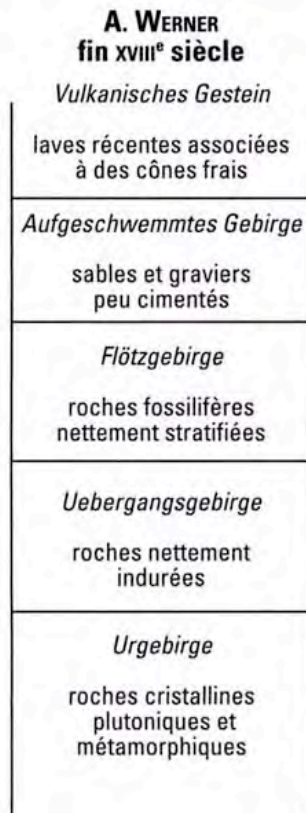 A. WERNER
fin XVIIIᵉ siècle
Vulkanisches Gestein
laves récentes associées
à des cônes frais
Aufgeschwemmtes Gebirge
sables et graviers
peu cimentés
Flötzgebirge
roches fossilifères
nettement stratifiées
Uebergangsgebirge
roches nettement
indurées
Urgebirge
roches cristallines
plutoniques et
métamorphiques